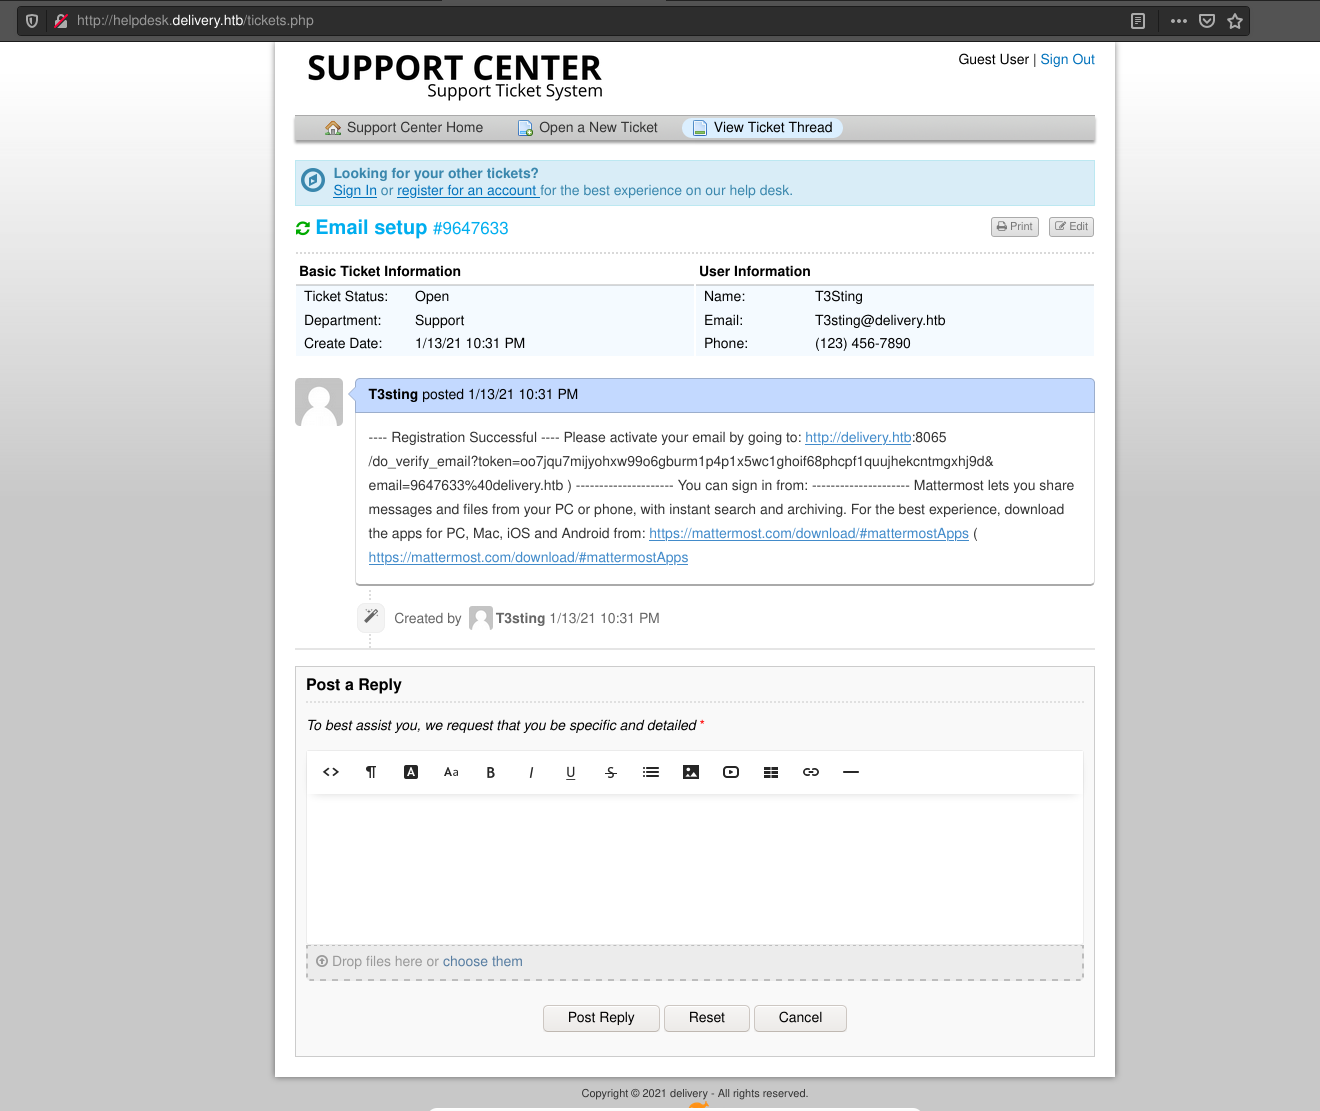 http://helpdesk.delivery.htb/tickets.php
SUPPORT CENTER
Support Ticket System
Guest User | Sign Out
Support Center Home
Open a New Ticket
View Ticket Thread
Looking for your other tickets?
Sign In or register for an account for the best experience on our help desk.
Email setup #9647633
Print
Edit
Basic Ticket Information
User Information
Ticket Status: Open
Name: T3Sting
Department: Support
Email: T3sting@delivery.htb
Create Date: 1/13/21 10:31 PM
Phone: (123) 456-7890
T3sting posted 1/13/21 10:31 PM
---- Registration Successful ---- Please activate your email by going to: http://delivery.htb:8065
/do_verify_email?token=oo7jqu7mijyohxw99o6gburm1p4p1x5wc1ghoif68phcpf1quujhekcntmgxhj9d&
email=9647633%40delivery.htb ) --------------------- You can sign in from: --------------------- Mattermost lets you share
messages and files from your PC or phone, with instant search and archiving. For the best experience, download
the apps for PC, Mac, iOS and Android from: https://mattermost.com/download/#mattermostApps (
https://mattermost.com/download/#mattermostApps
Created by T3sting 1/13/21 10:31 PM
Post a Reply
To best assist you, we request that you be specific and detailed *
<> ¶ A Aa B I U S
Drop files here or choose them
Post Reply
Reset
Cancel
Copyright © 2021 delivery - All rights reserved.